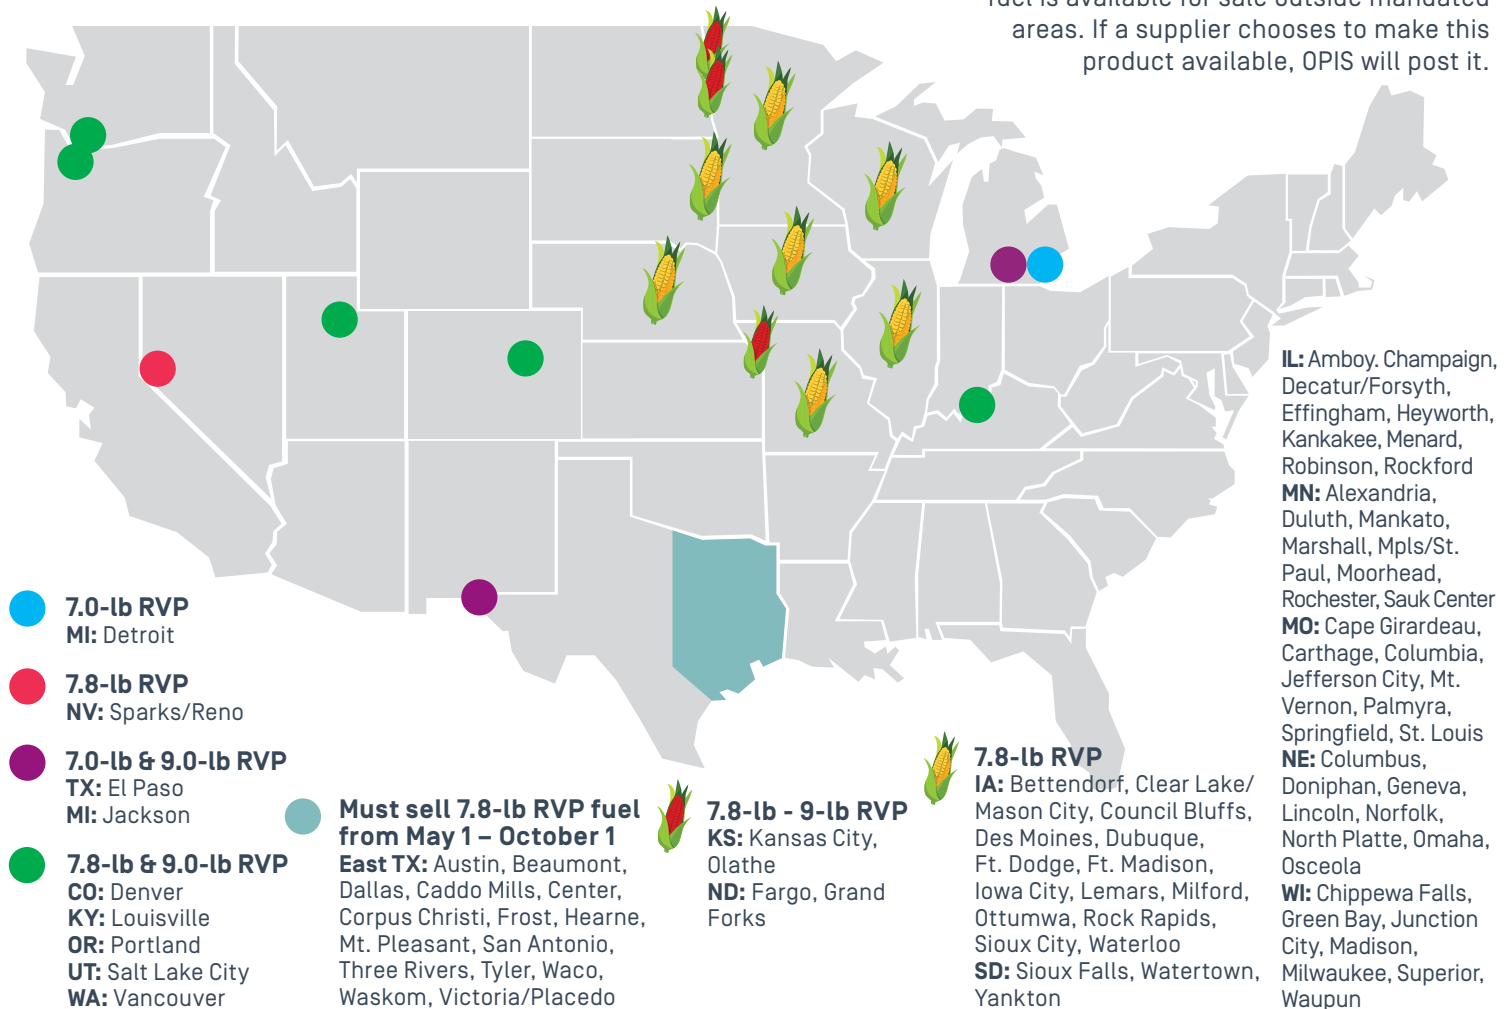 fuel is available for sale outside mandated
areas. If a supplier chooses to make this
product available, OPIS will post it.
7.0-lb RVP
MI: Detroit
7.8-lb RVP
NV: Sparks/Reno
7.0-lb & 9.0-lb RVP
TX: El Paso
MI: Jackson
7.8-lb & 9.0-lb RVP
CO: Denver
KY: Louisville
OR: Portland
UT: Salt Lake City
WA: Vancouver
Must sell 7.8-lb RVP fuel
from May 1 – October 1
East TX: Austin, Beaumont,
Dallas, Caddo Mills, Center,
Corpus Christi, Frost, Hearne,
Mt. Pleasant, San Antonio,
Three Rivers, Tyler, Waco,
Waskom, Victoria/Placedo
7.8-lb - 9-lb RVP
KS: Kansas City,
Olathe
ND: Fargo, Grand
Forks
7.8-lb RVP
IA: Bettendorf, Clear Lake/
Mason City, Council Bluffs,
Des Moines, Dubuque,
Ft. Dodge, Ft. Madison,
Iowa City, Lemars, Milford,
Ottumwa, Rock Rapids,
Sioux City, Waterloo
SD: Sioux Falls, Watertown,
Yankton
IL: Amboy. Champaign,
Decatur/Forsyth,
Effingham, Heyworth,
Kankakee, Menard,
Robinson, Rockford
MN: Alexandria,
Duluth, Mankato,
Marshall, Mpls/St.
Paul, Moorhead,
Rochester, Sauk Center
MO: Cape Girardeau,
Carthage, Columbia,
Jefferson City, Mt.
Vernon, Palmyra,
Springfield, St. Louis
NE: Columbus,
Doniphan, Geneva,
Lincoln, Norfolk,
North Platte, Omaha,
Osceola
WI: Chippewa Falls,
Green Bay, Junction
City, Madison,
Milwaukee, Superior,
Waupun